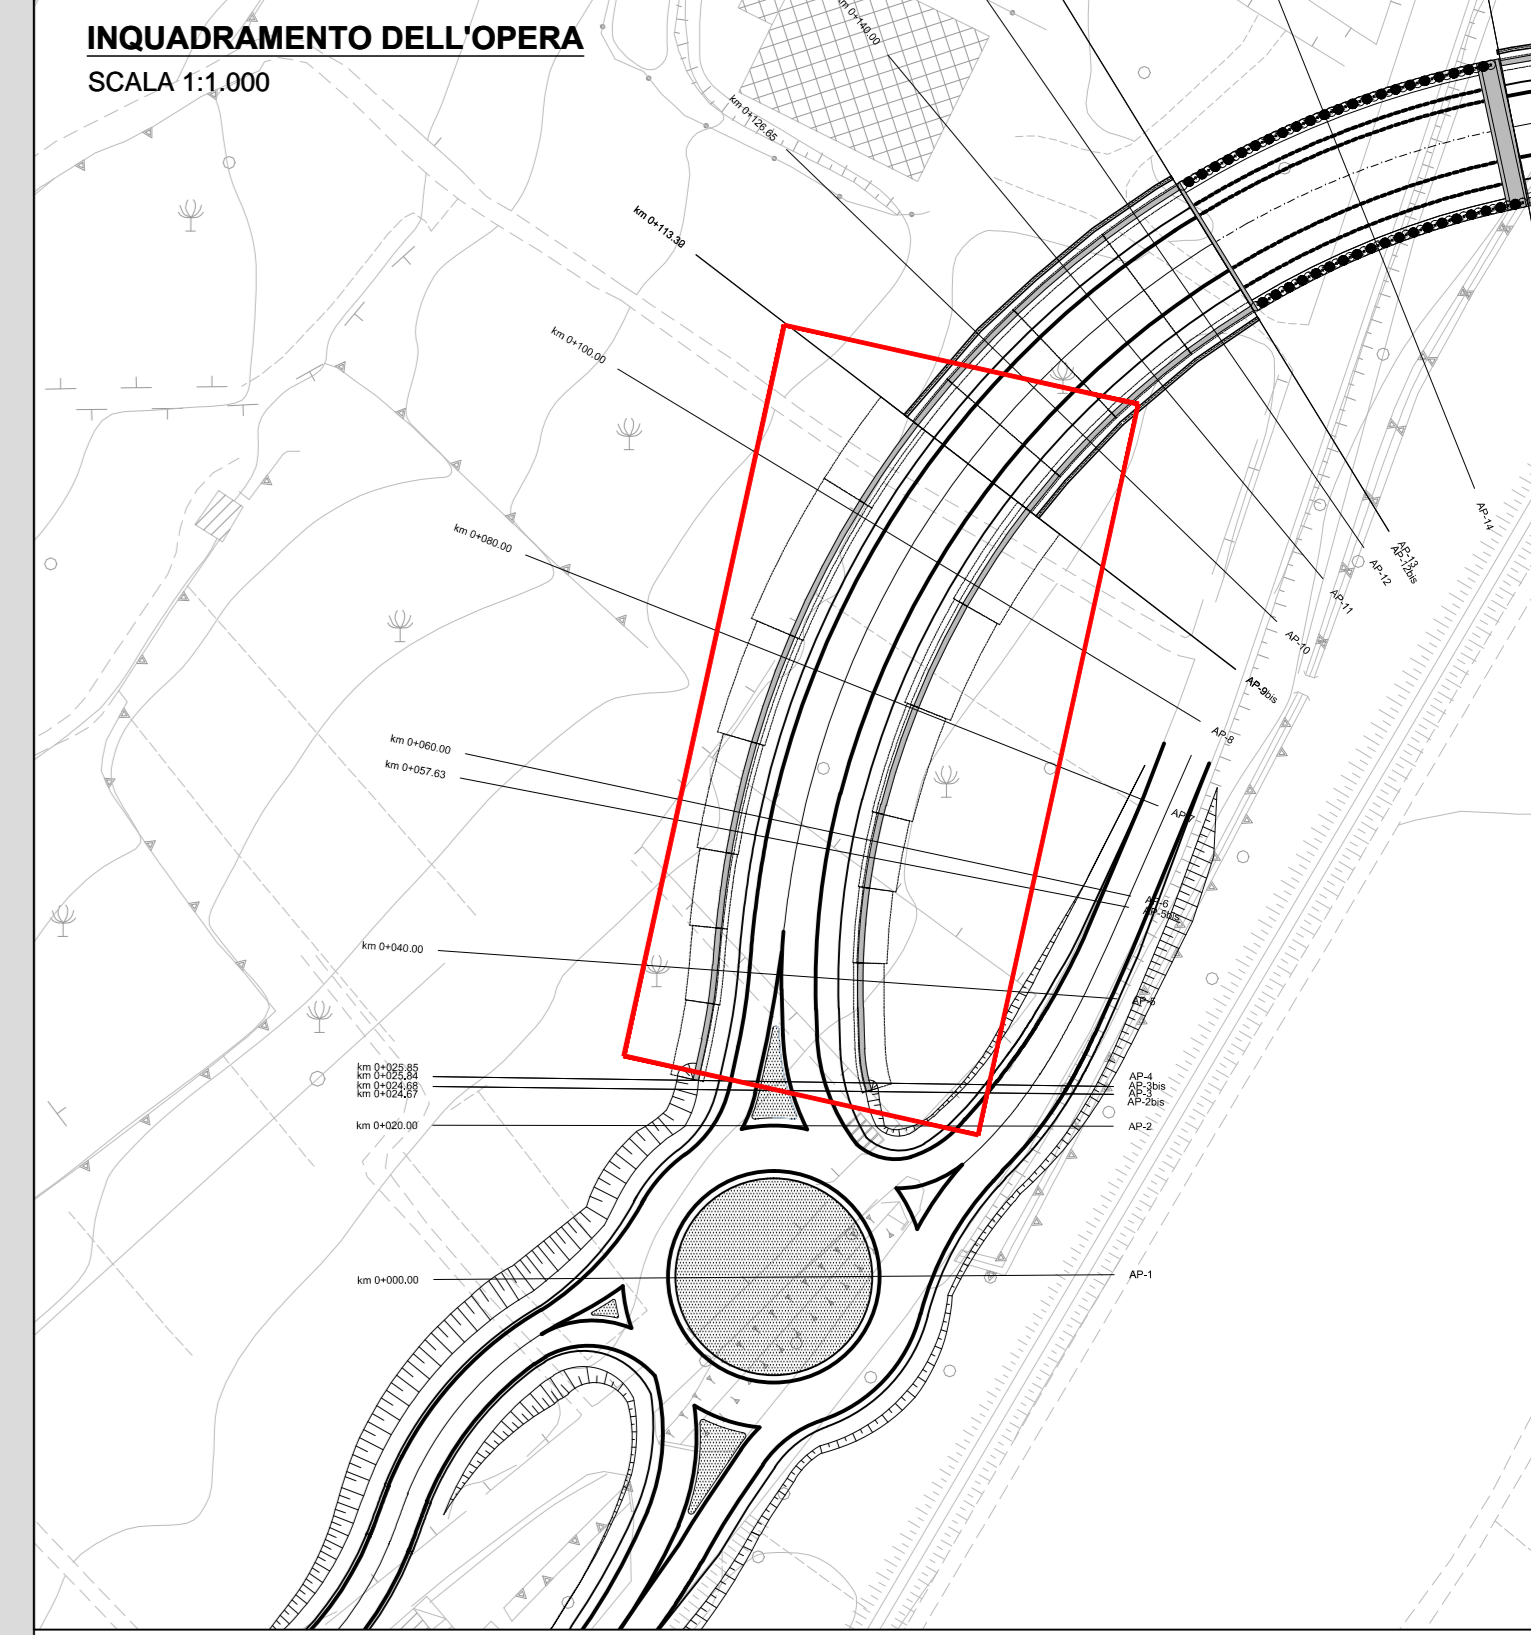 INQUADRAMENTO DELL'OPERA
SCALA 1:1.000
km 0+140.00
km 0+126.65
km 0+113.30
km 0+100.00
km 0+080.00
km 0+060.00
km 0+057.63
km 0+040.00
km 0+025.85
km 0+025.84
km 0+024.68
km 0+024.67
km 0+020.00
km 0+000.00
AP-14
AP-13
AP-12bis
AP-12
AP-11
AP-10
AP-9bis
AP-8
AP-7
AP-6
AP-5bis
AP-5
AP-4
AP-3bis
AP-3
AP-2bis
AP-2
AP-1